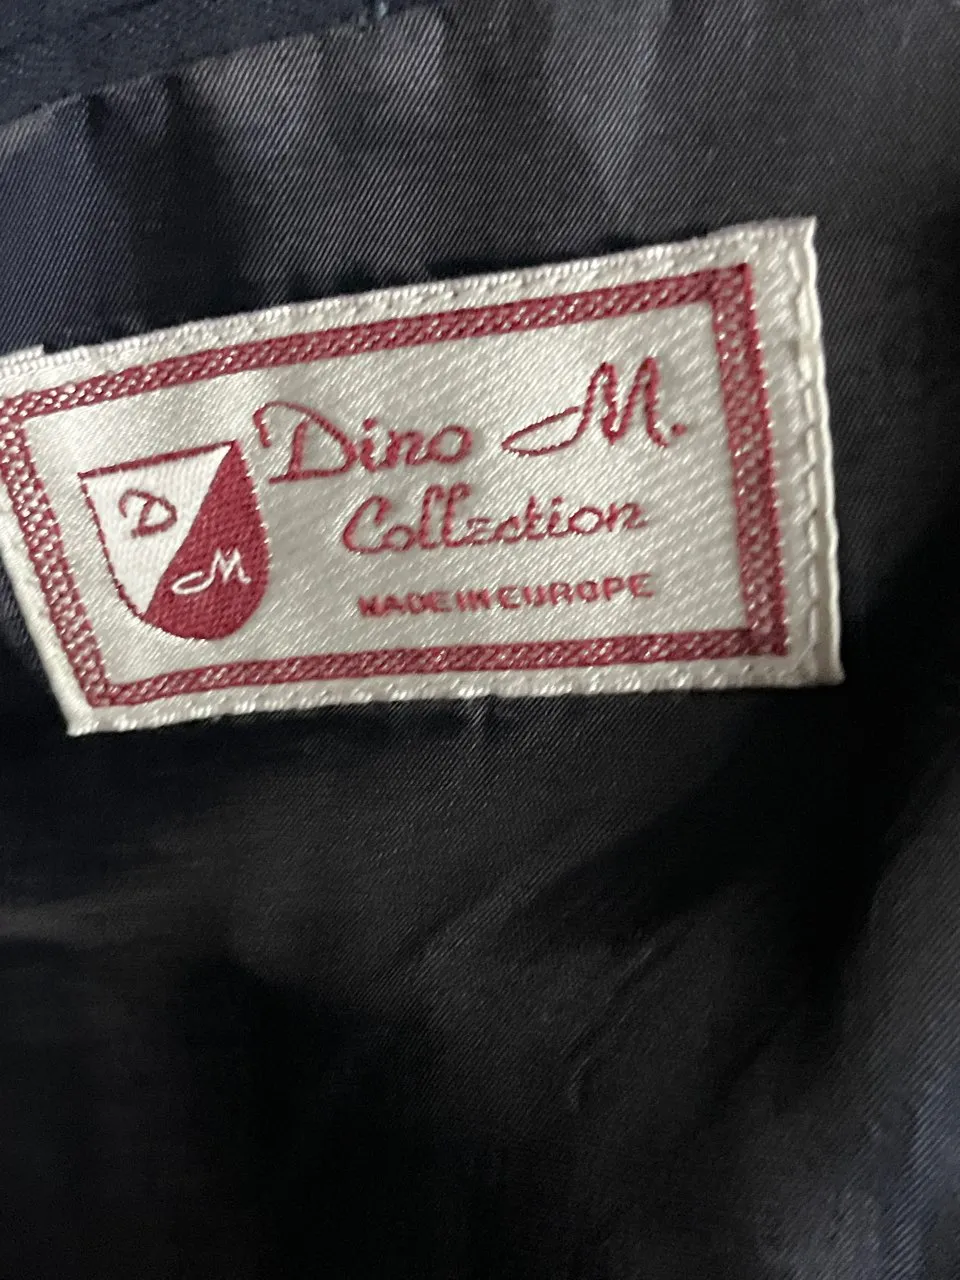 Dino M.
Collection
MADE IN EUROPE
D
M